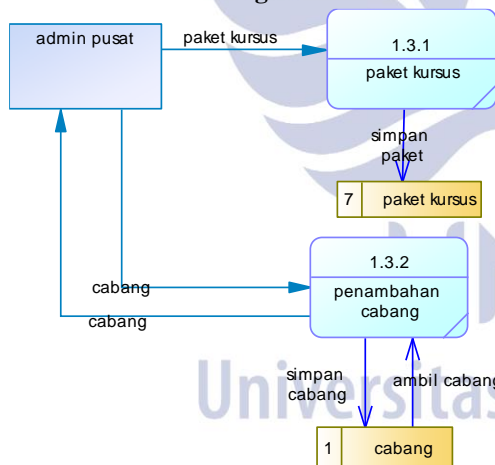 admin pusat
paket kursus
1.3.1
paket kursus
simpan
paket
7 paket kursus
1.3.2
penambahan
cabang
cabang
cabang
simpan
cabang
ambil cabang
Universitas
1 cabang